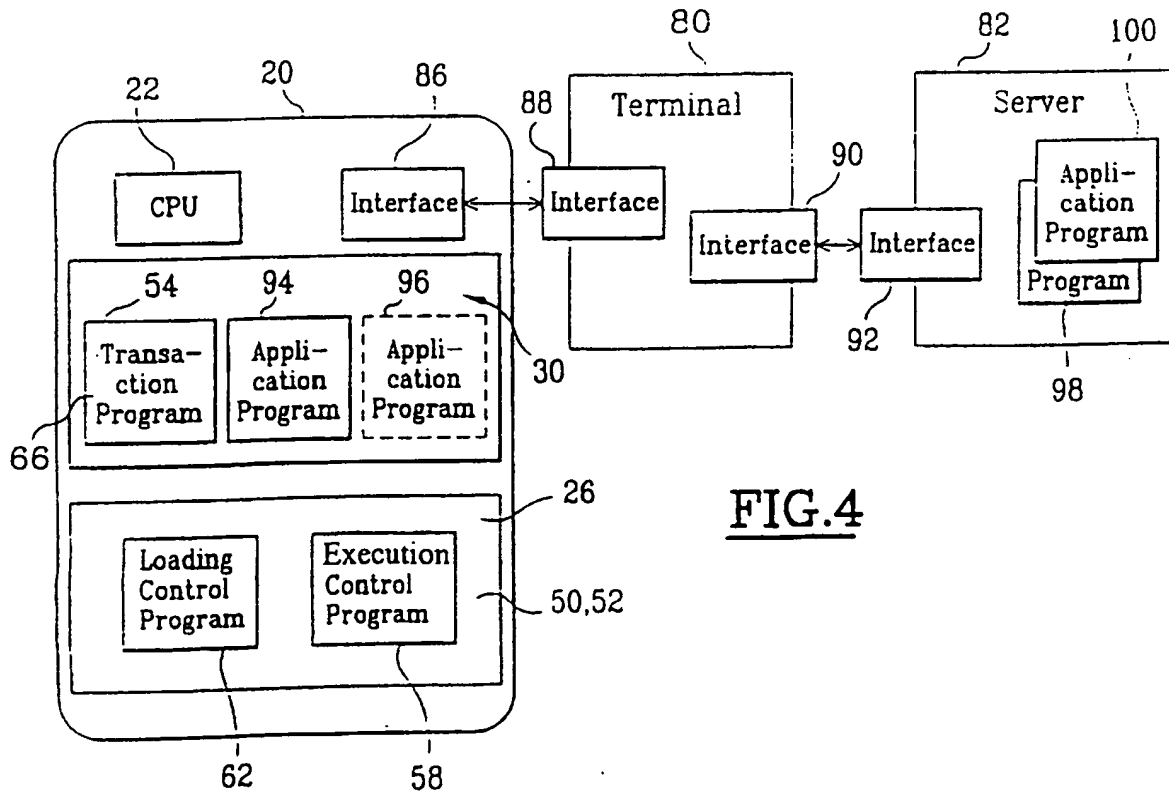 80
82
100
22
20
86
88
Terminal
Server
90
CPU
Interface
Interface
Appli-
cation
Program
Interface
Interface
Program
54
94
96
92
98
30
Transac-
ction
Program
Appli-
cation
Program
Appli-
cation
Program
66
26
FIG.4
Loading
Control
Program
Execution
Control
Program
50,52
62
58